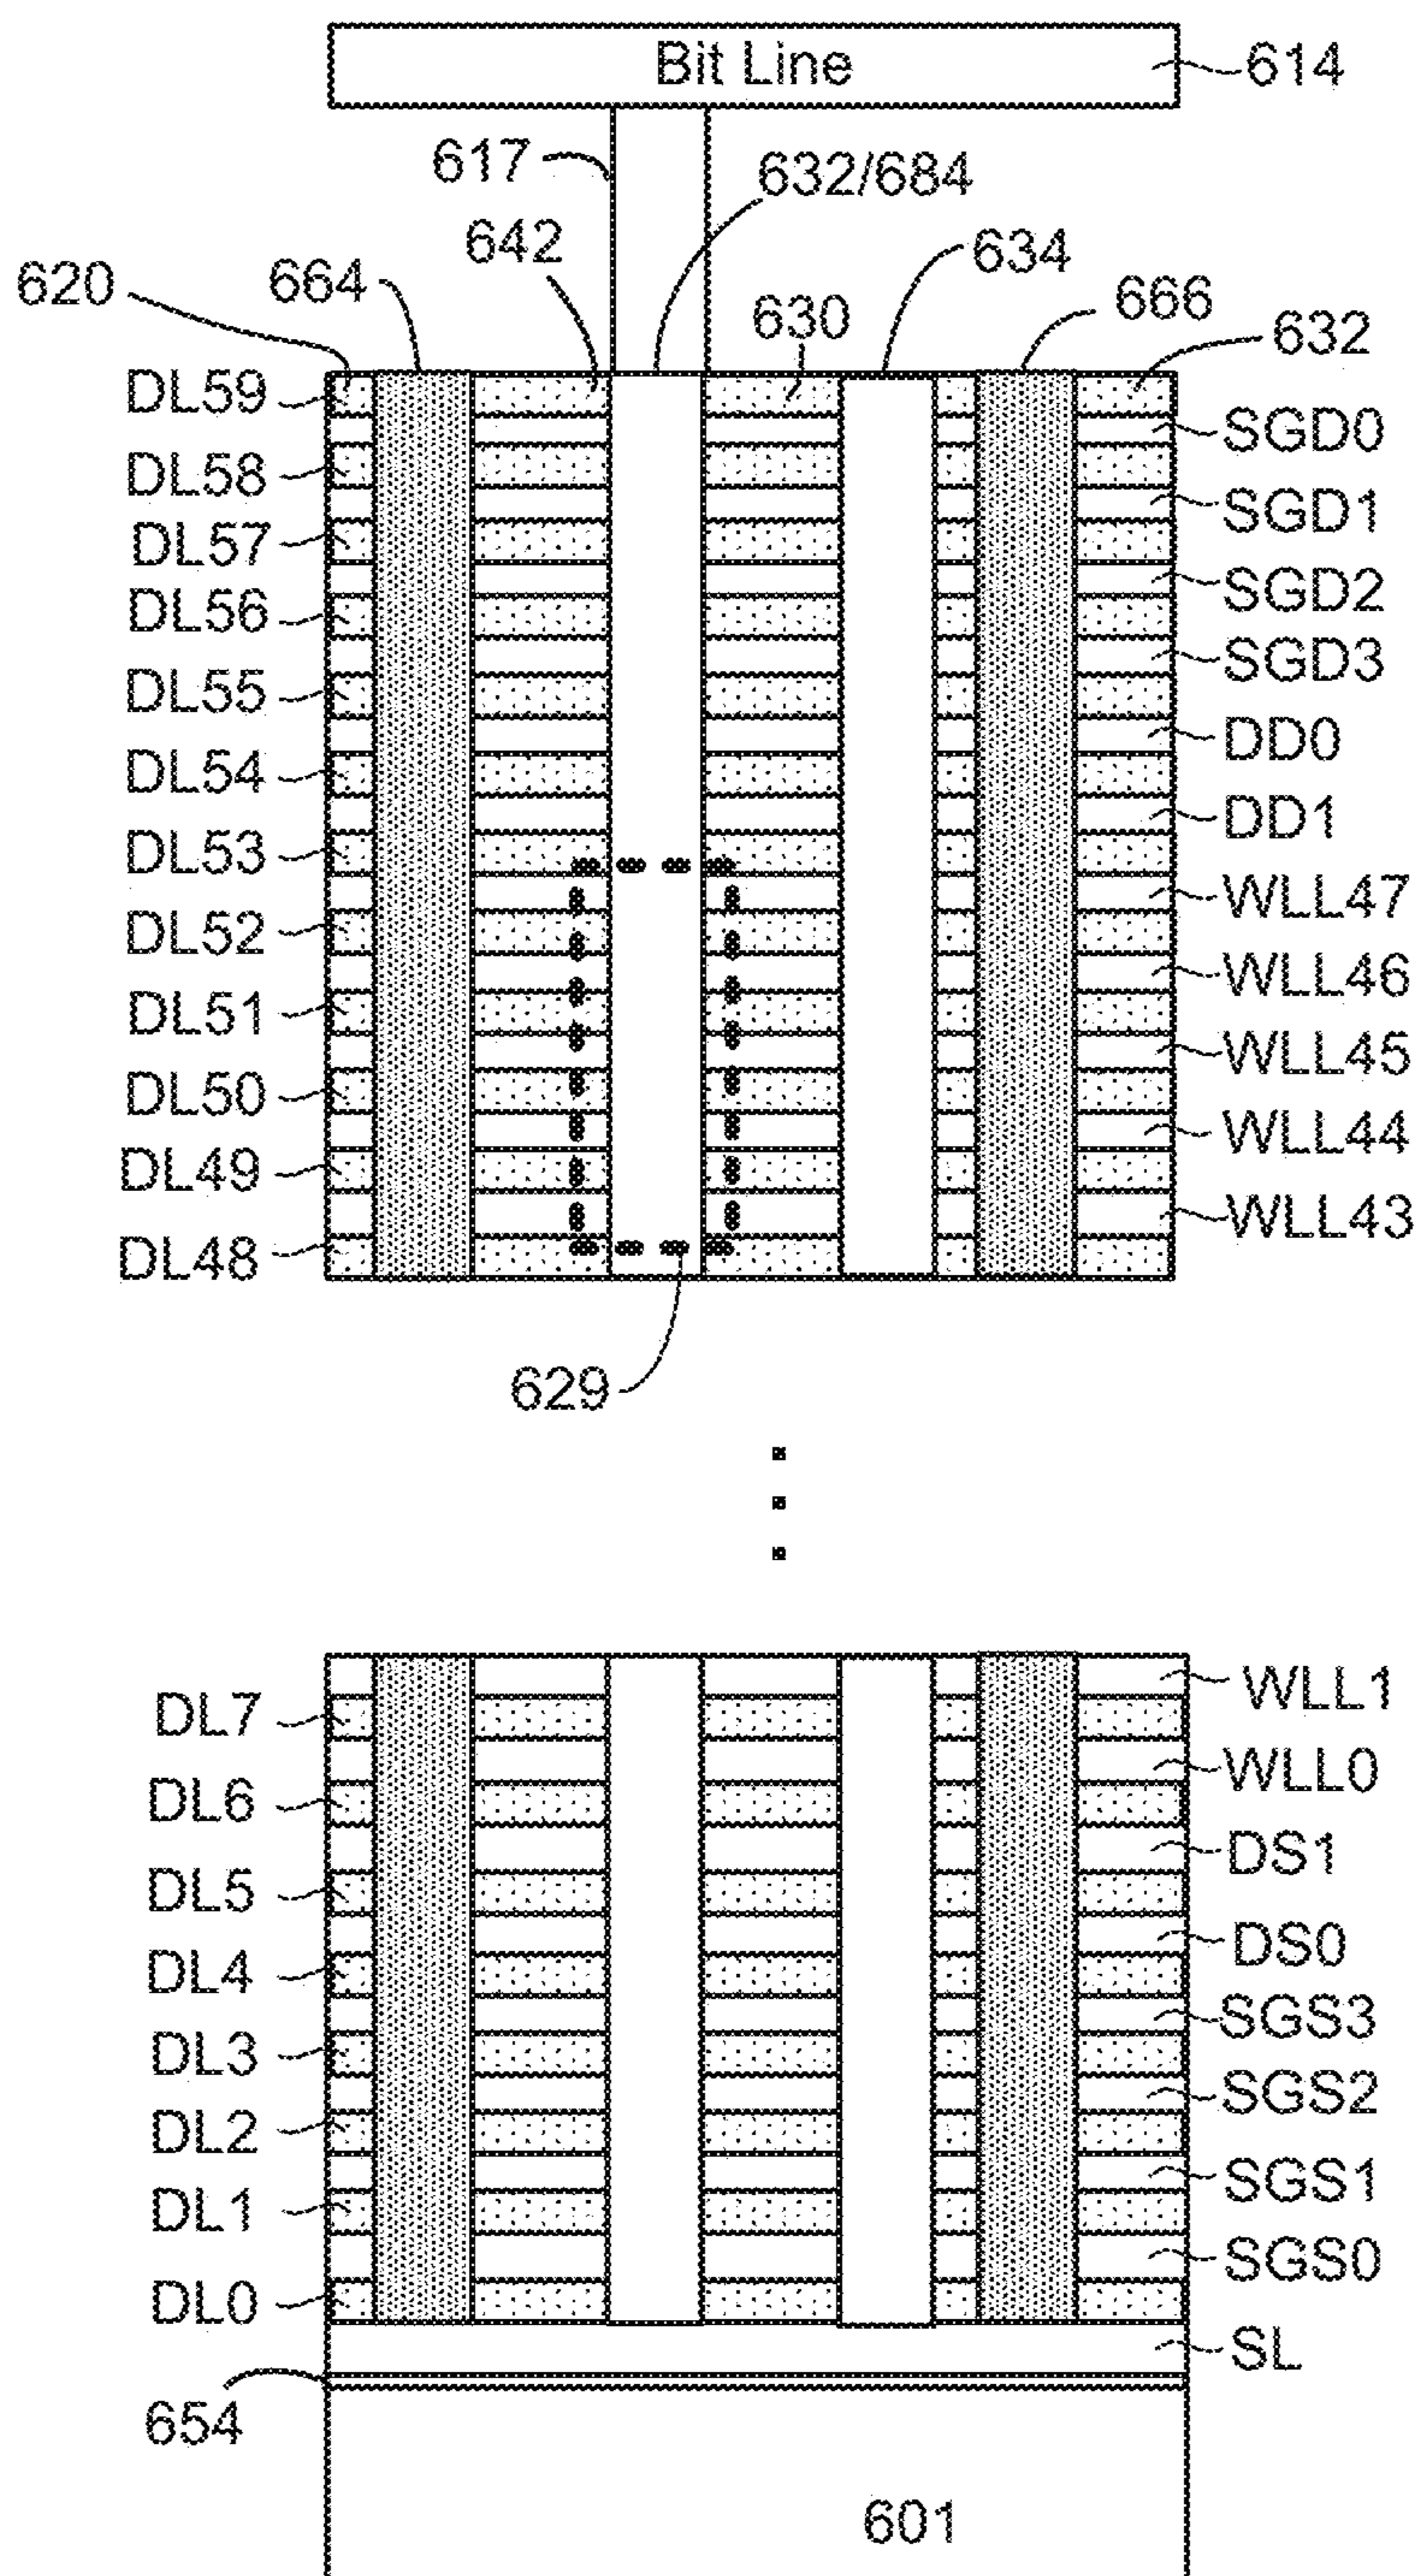 Bit Line
614
617
632/684
642
634
620
664
630
666
632
DL59
SGD0
DL58
SGD1
DL57
SGD2
DL56
SGD3
DL55
DD0
DL54
DD1
DL53
WLL47
DL52
WLL46
DL51
WLL45
DL50
WLL44
DL49
WLL43
DL48
629
WLL1
DL7
WLL0
DL6
DS1
DL5
DS0
DL4
SGS3
DL3
SGS2
DL2
SGS1
DL1
SGS0
DL0
SL
654
601